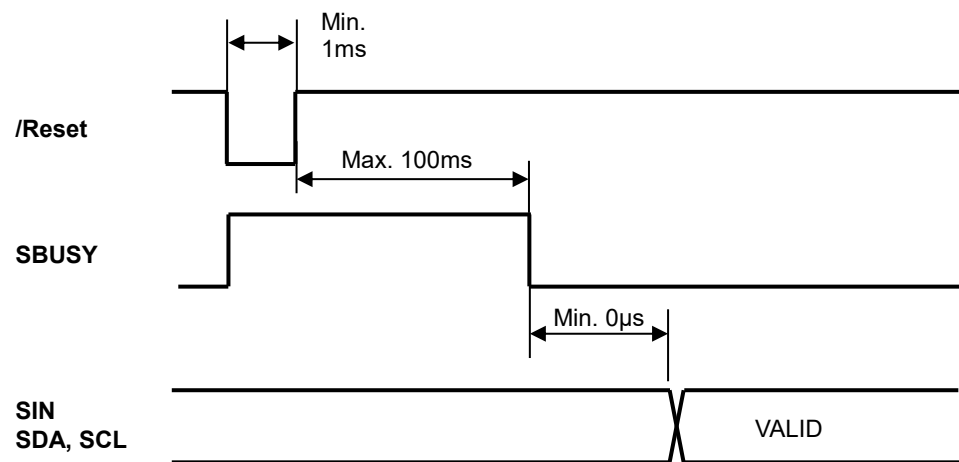 Min.
1ms
/Reset
Max. 100ms
SBUSY
Min. 0µs
SIN
SDA, SCL
VALID